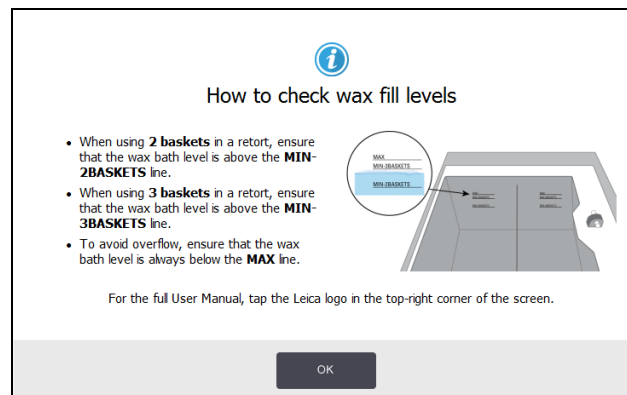 How to check wax fill levels
• When using 2 baskets in a retort, ensure
that the wax bath level is above the MIN-
2BASKETS line.
• When using 3 baskets in a retort, ensure
that the wax bath level is above the MIN-
3BASKETS line.
• To avoid overflow, ensure that the wax
bath level is always below the MAX line.
MAX
MIN-3BASKETS
MIN-2BASKETS
For the full User Manual, tap the Leica logo in the top-right corner of the screen.
OK